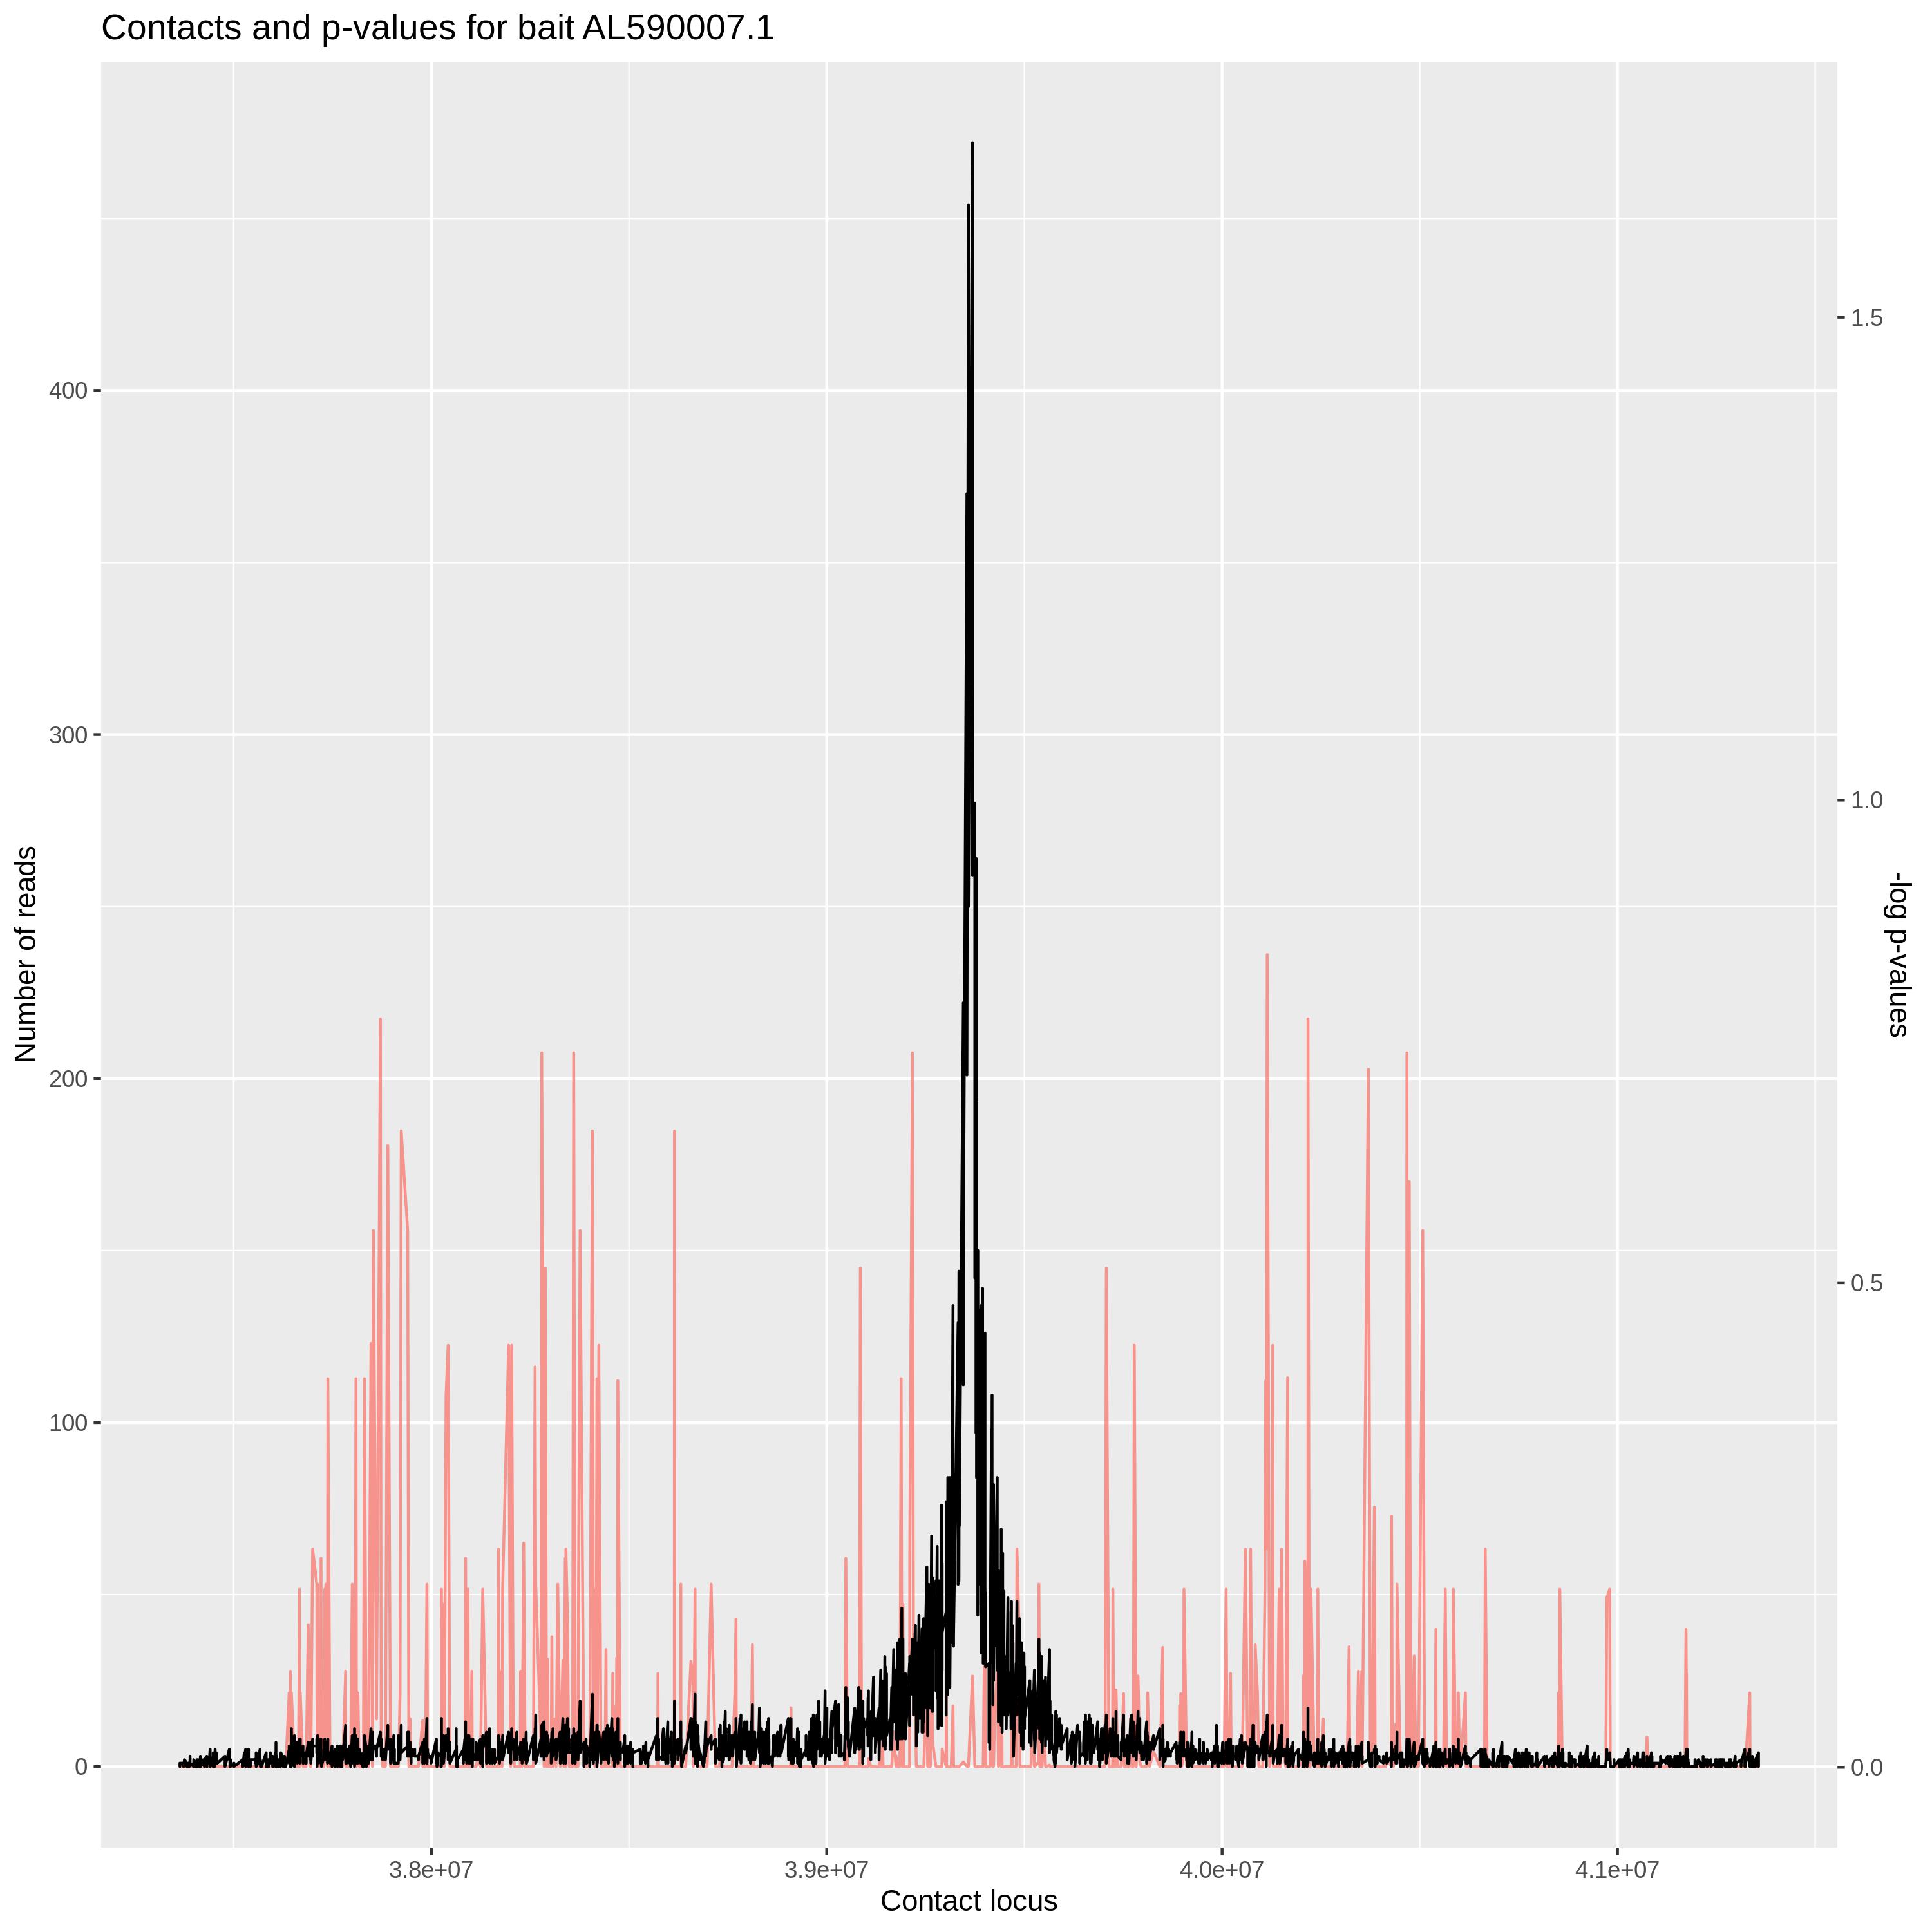 Contacts and p-values for bait AL590007.1
Number of reads
400
300
200
100
0
1.5
1.0
0.5
0.0
-log p-values
3.8e+07
3.9e+07
4.0e+07
4.1e+07
Contact locus